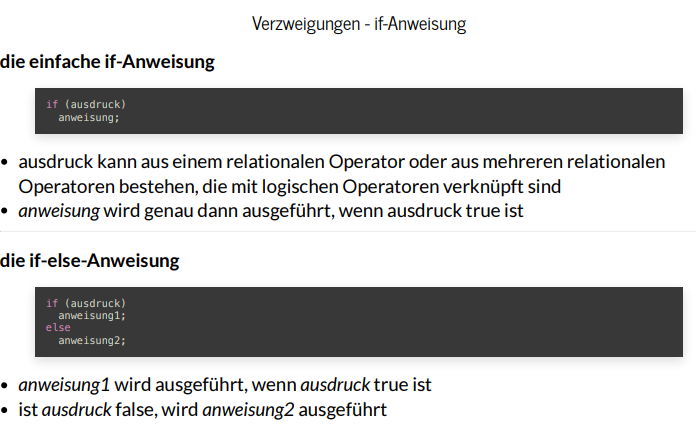 Verzweigungen - if-Anweisung
die einfache if-Anweisung
if (ausdruck)
  anweisung;
• ausdruck kann aus einem relationalen Operator oder aus mehreren relationalen
Operatoren bestehen, die mit logischen Operatoren verknüpft sind
• anweisung wird genau dann ausgeführt, wenn ausdruck true ist
die if-else-Anweisung
if (ausdruck)
  anweisung1;
else
  anweisung2;
• anweisung1 wird ausgeführt, wenn ausdruck true ist
• ist ausdruck false, wird anweisung2 ausgeführt